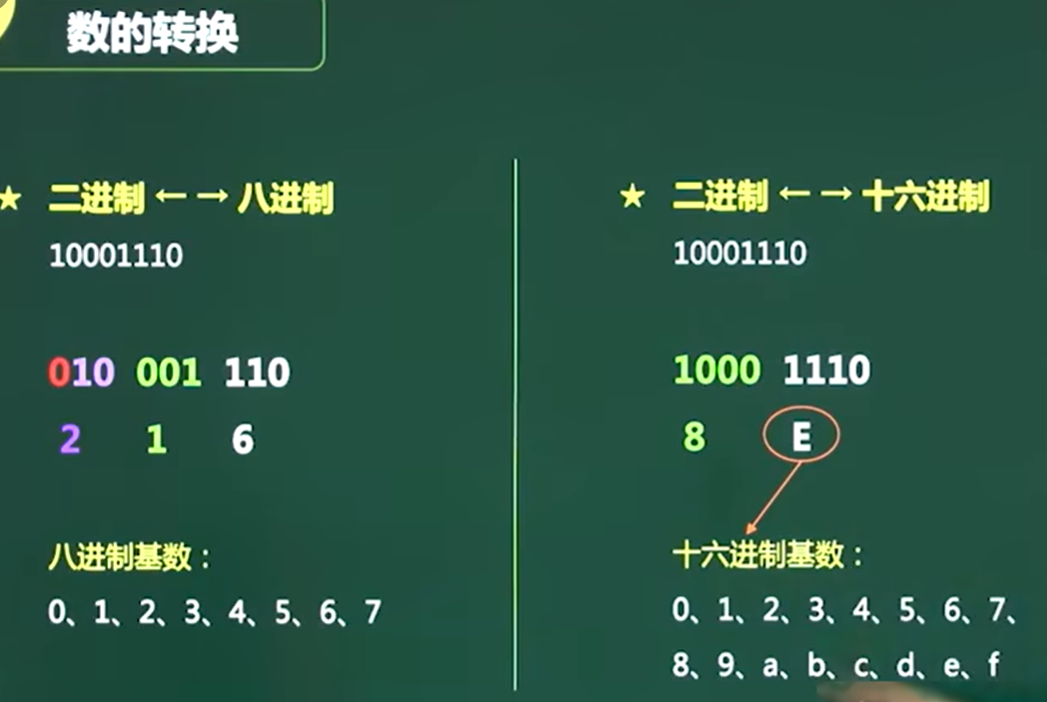 数的转换
★ 二进制 ← → 八进制
10001110
010 001 110
2 1 6
八进制基数：
0、1、2、3、4、5、6、7
★ 二进制 ← → 十六进制
10001110
1000 1110
8 E
十六进制基数：
0、1、2、3、4、5、6、7、
8、9、a、b、c、d、e、f